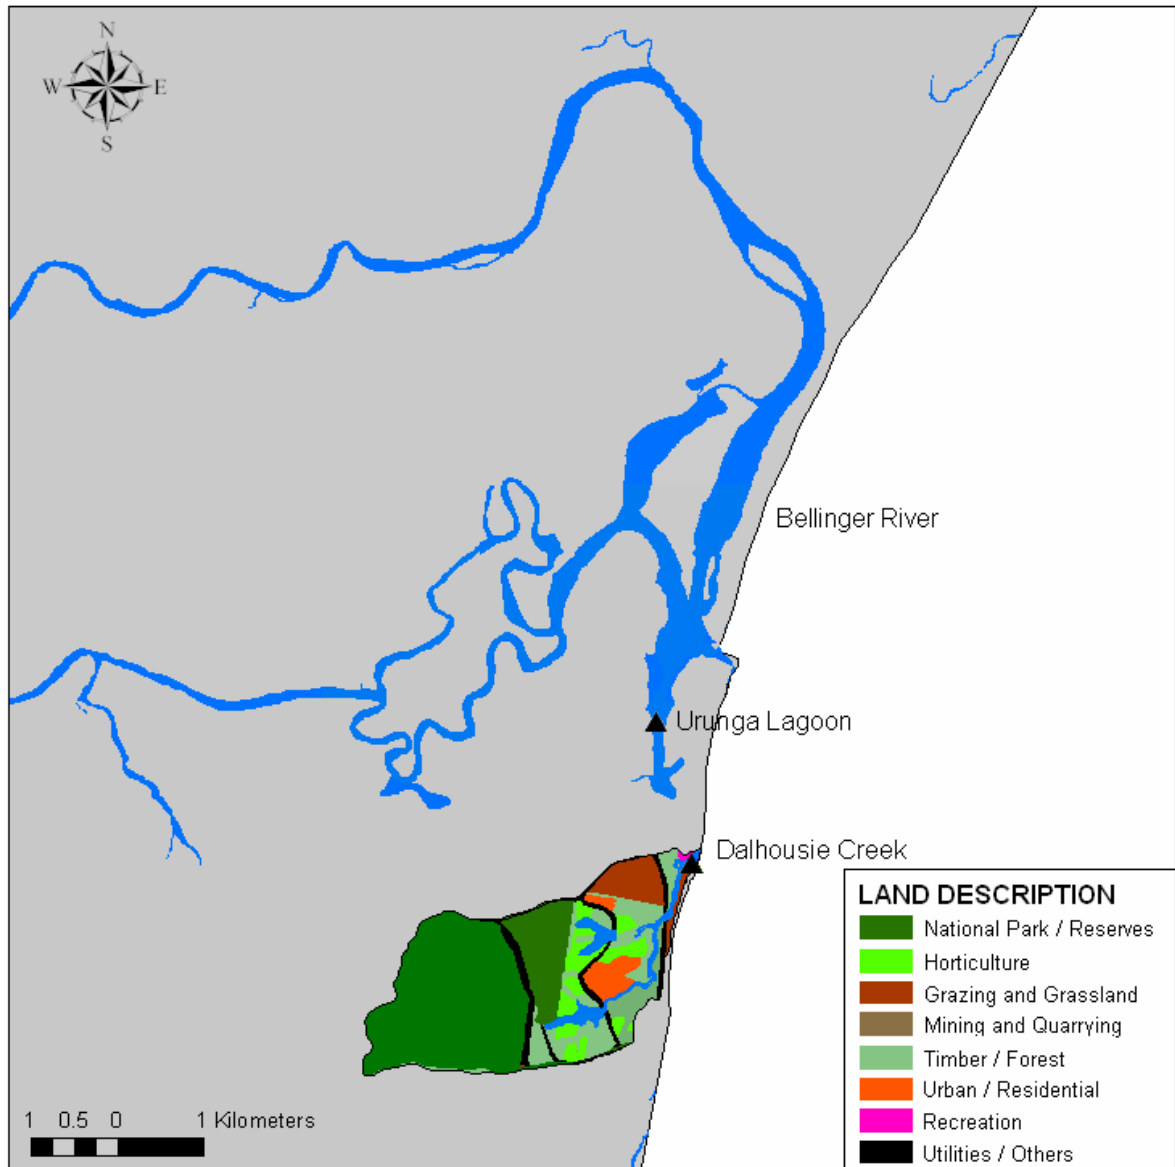 N
W E
S
Bellinger River
Urunga Lagoon
Dalhousie Creek
LAND DESCRIPTION
National Park / Reserves
Horticulture
Grazing and Grassland
Mining and Quarrying
Timber / Forest
Urban / Residential
Recreation
Utilities / Others
1 0.5 0 1 Kilometers